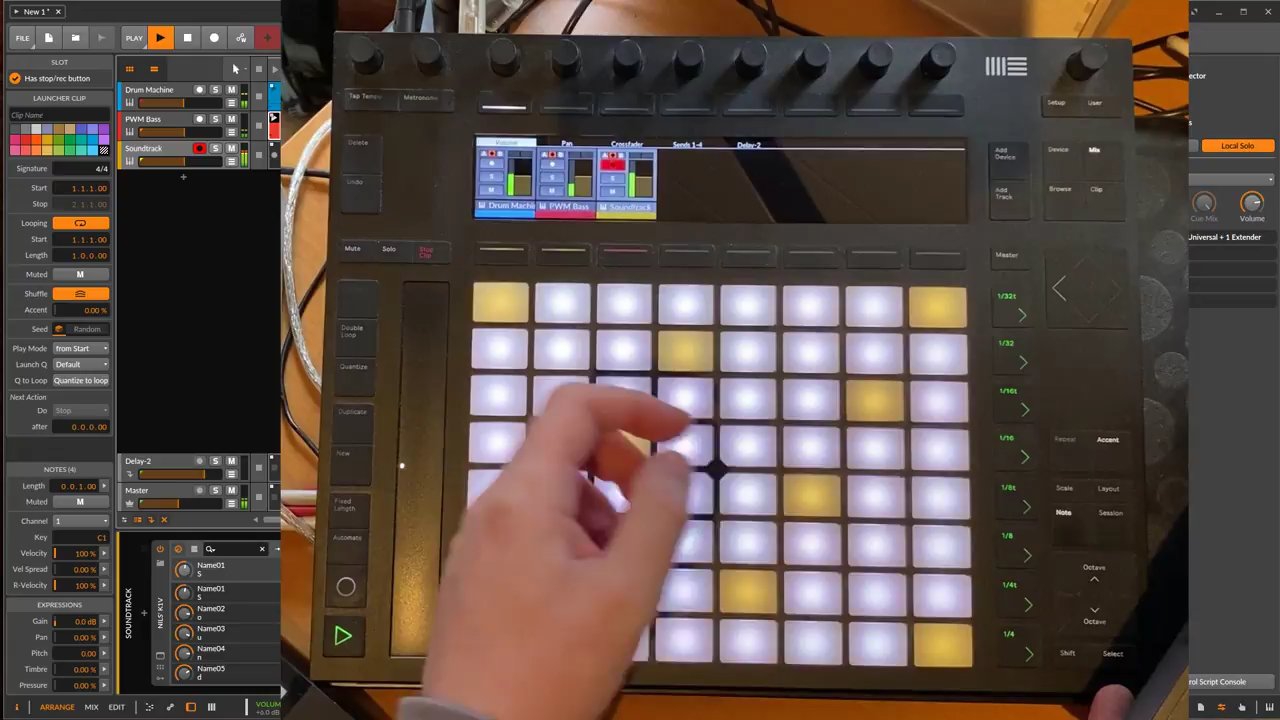 New 1* ×
FILE
PLAY
SLOT
Has stop/rec button
LAUNCHER CLIP
Clip Name
Signature 4/4
Start 1.1.1.00
Stop 2.1.1.00
Looping
Start 1.1.1.00
Length 1.0.0.00
Muted M
Shuffle
Accent 0.00 %
Seed Random
Play Mode from Start
Launch Q Default
Q to Loop Quantize to loop
Next Action
Do Stop
after 0.0.0.00
NOTES (4)
Length 0.0.1.00
Muted M
Channel 1
Key C1
Velocity 100 %
Vel Spread 0.00 %
R-Velocity 100 %
EXPRESSIONS
Gain 0.0 dB
Pan 0.00 %
Pitch 0.00
Timbre 0.00 %
Pressure 0.00 %
ARRANGE MIX EDIT
Drum Machine S M
PWM Bass S M
Soundtrack S M
Delay-2 S M
Master S M
SOUNDTRACK
NILS' K1V
Name01
S
Name01
S
Name02
o
Name03
u
Name04
n
Name05
d
VOLUM
+6.0 dB
Tap Tempo
Metronome
Delete
Undo
Mute
Solo
Stop
Clip
Double
Loop
Quantize
Duplicate
New
Fixed
Length
Automate
Volume Pan Crossfader Sends 1-4 Delay-2
S S S
M M M
Drum Machin PWM Bass Soundtrack
Setup User
Add
Device
Add
Track
Device Mix
Browse Clip
Master
1/32t
1/32
1/16t
1/16
1/8t
1/8
1/4t
1/4
Repeat Accent
Scale Layout
Note Session
Octave
Octave
Shift Select
ector
Local Solo
Cue Mix Volume
Universal + 1 Extender
rol Script Console